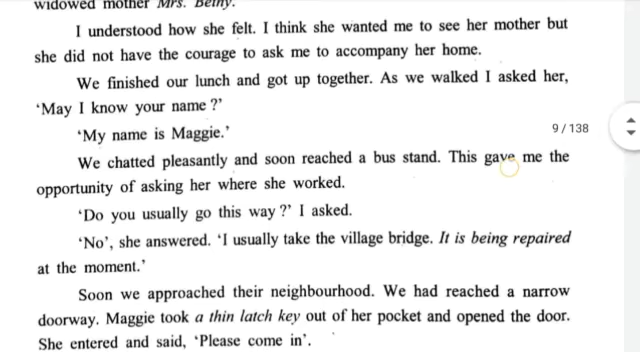 widowed mother Mrs. Betny.
I understood how she felt. I think she wanted me to see her mother but
she did not have the courage to ask me to accompany her home.
We finished our lunch and got up together. As we walked I asked her,
‘May I know your name ?’
‘My name is Maggie.’
9 / 138
We chatted pleasantly and soon reached a bus stand. This gave me the
opportunity of asking her where she worked.
‘Do you usually go this way ?’ I asked.
‘No’, she answered. ‘I usually take the village bridge. It is being repaired
at the moment.’
Soon we approached their neighbourhood. We had reached a narrow
doorway. Maggie took a thin latch key out of her pocket and opened the door.
She entered and said, ‘Please come in’.